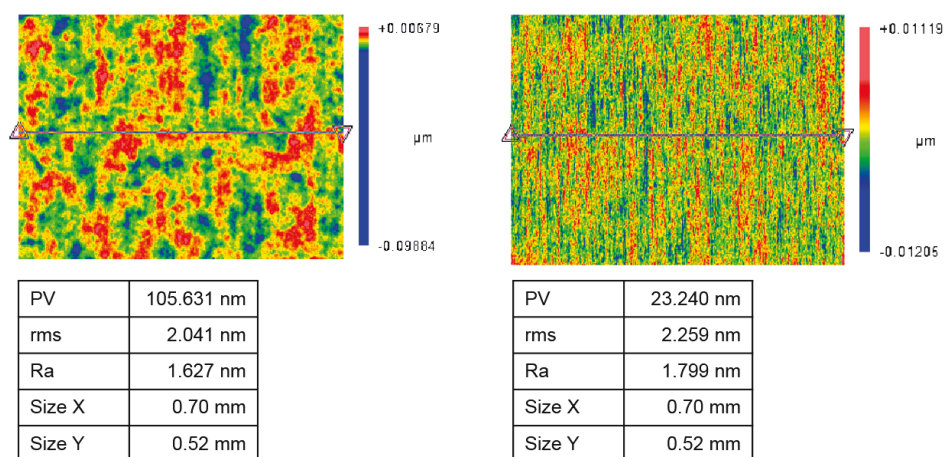 +0.00679
µm
-0.09884
+0.01119
µm
-0.01205
PV 105.631 nm
rms 2.041 nm
Ra 1.627 nm
Size X 0.70 mm
Size Y 0.52 mm
PV 23.240 nm
rms 2.259 nm
Ra 1.799 nm
Size X 0.70 mm
Size Y 0.52 mm